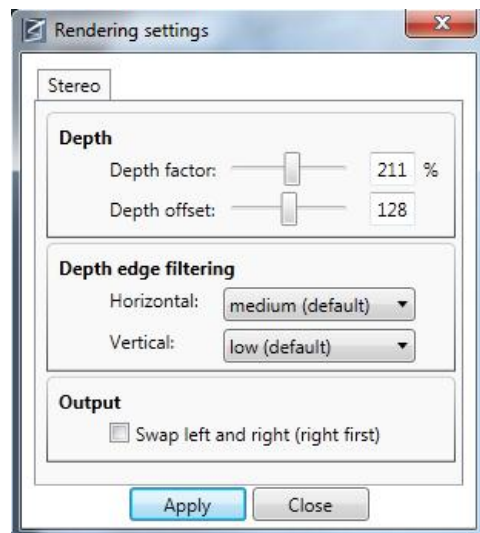 Rendering settings
Stereo
Depth
Depth factor: 211 %
Depth offset: 128
Depth edge filtering
Horizontal: medium (default)
Vertical: low (default)
Output
Swap left and right (right first)
Apply Close